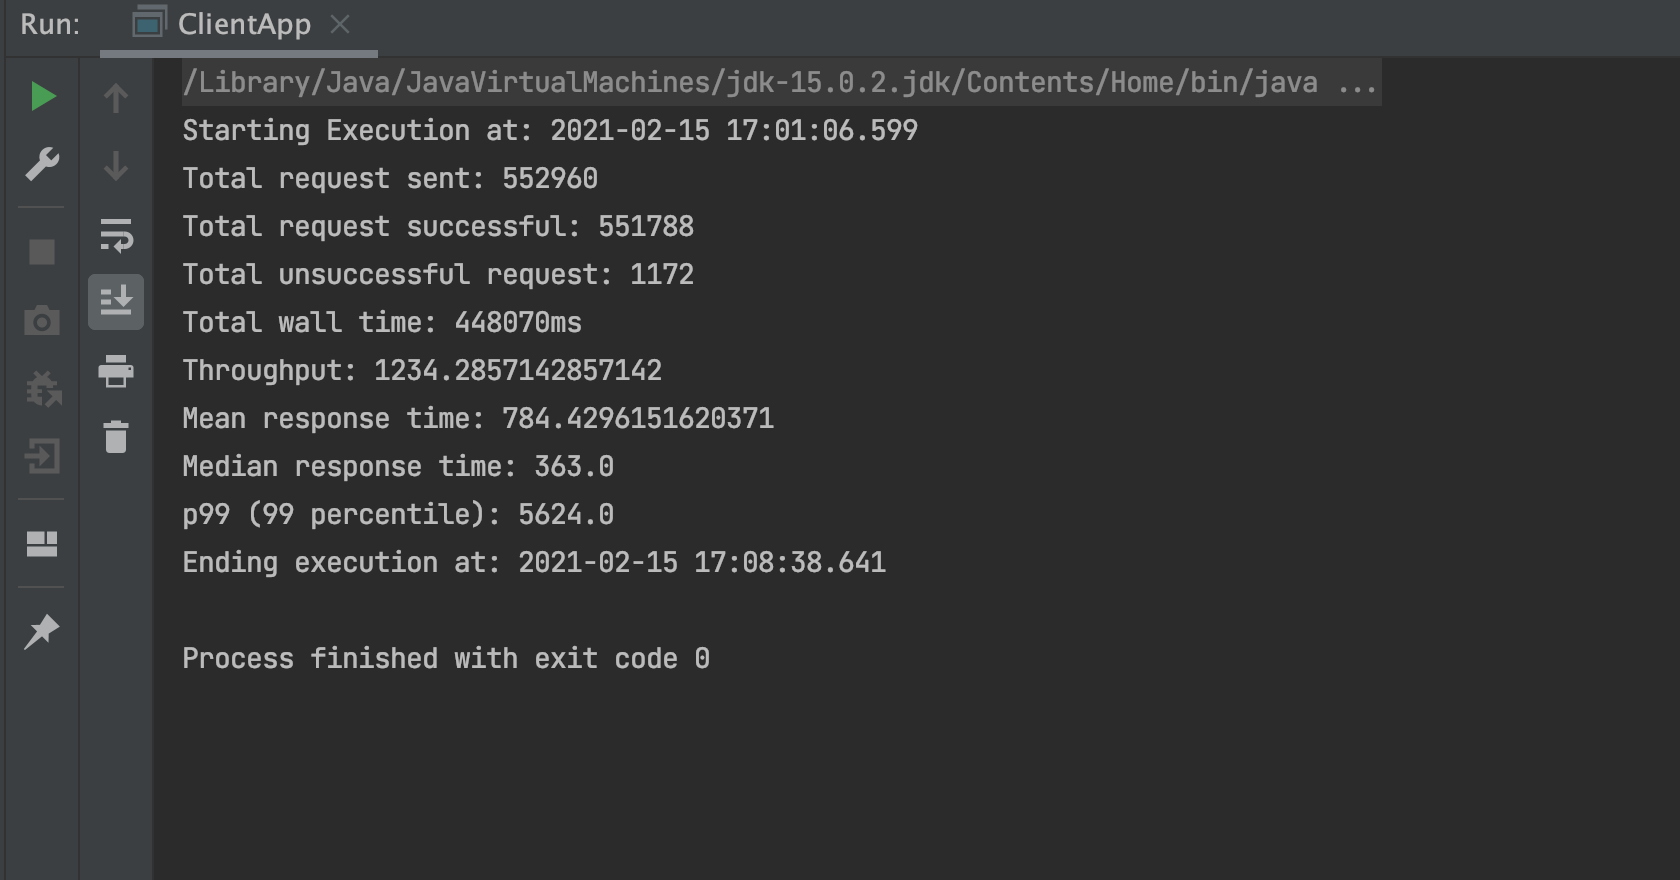 Run: ClientApp
/Library/Java/JavaVirtualMachines/jdk-15.0.2.jdk/Contents/Home/bin/java ...
Starting Execution at: 2021-02-15 17:01:06.599
Total request sent: 552960
Total request successful: 551788
Total unsuccessful request: 1172
Total wall time: 448070ms
Throughput: 1234.2857142857142
Mean response time: 784.4296151620371
Median response time: 363.0
p99 (99 percentile): 5624.0
Ending execution at: 2021-02-15 17:08:38.641
Process finished with exit code 0